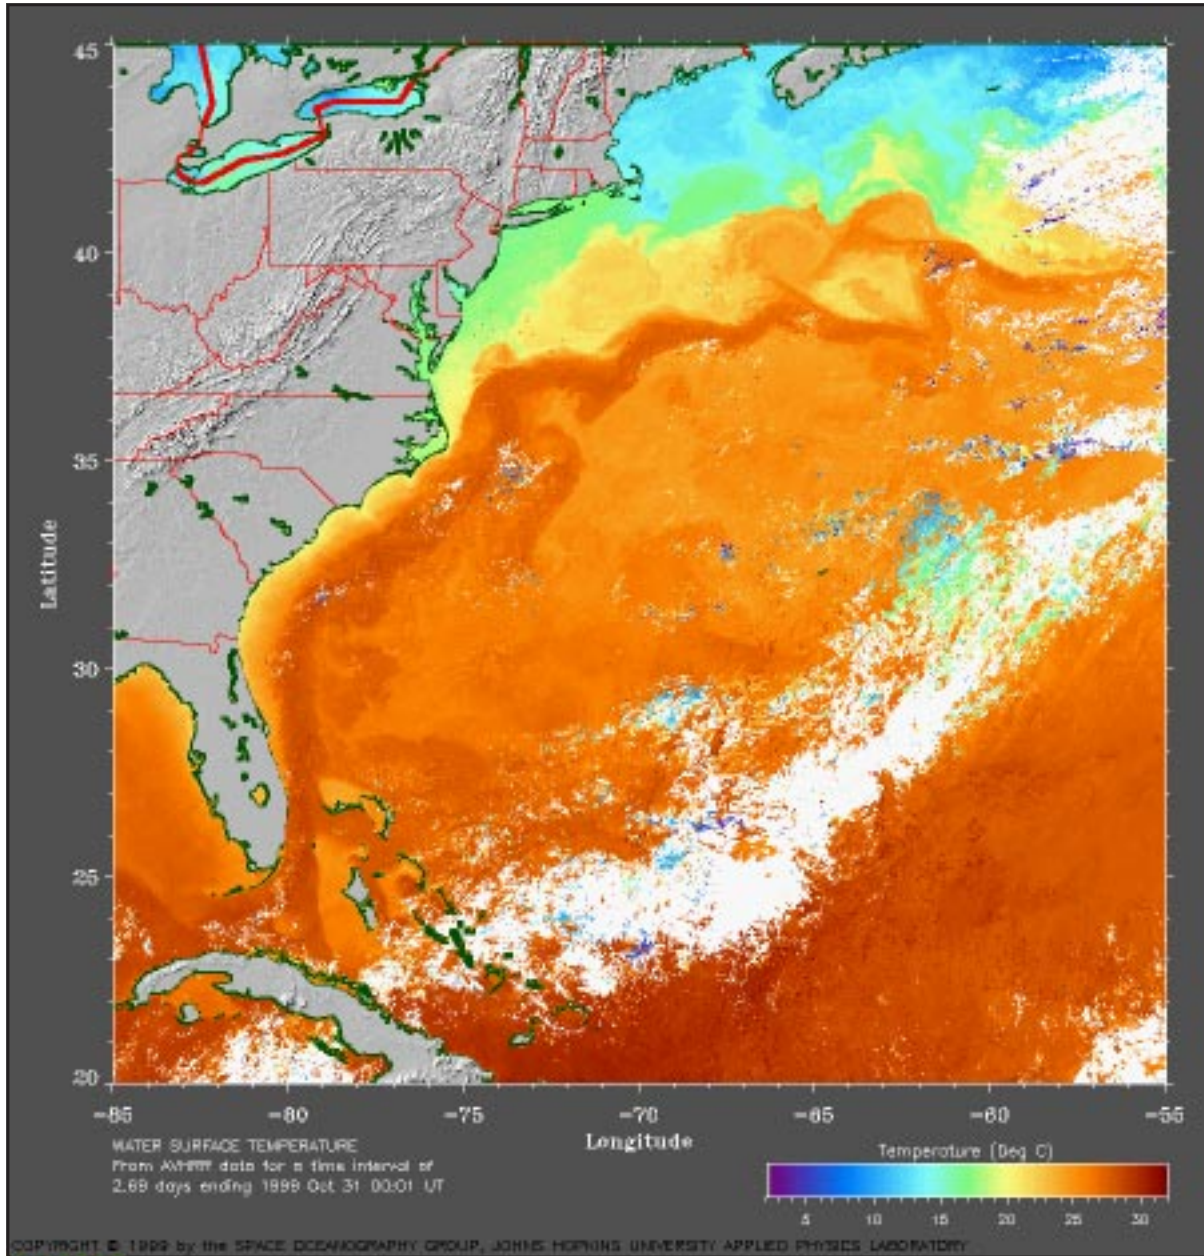 45
40
35
30
25
20
Latitude
-85 -80 -75 -70 -65 -60 -55
Longitude
WATER SURFACE TEMPERATURE
From AVHRR data for a time interval of
2.69 days ending 1999 Oct 31 00:01 UT
Temperature (Deg C)
5 10 15 20 25 30
COPYRIGHT © 1999 by the SPACE OCEANOGRAPHY GROUP, JOHNS HOPKINS UNIVERSITY APPLIED PHYSICS LABORATORY